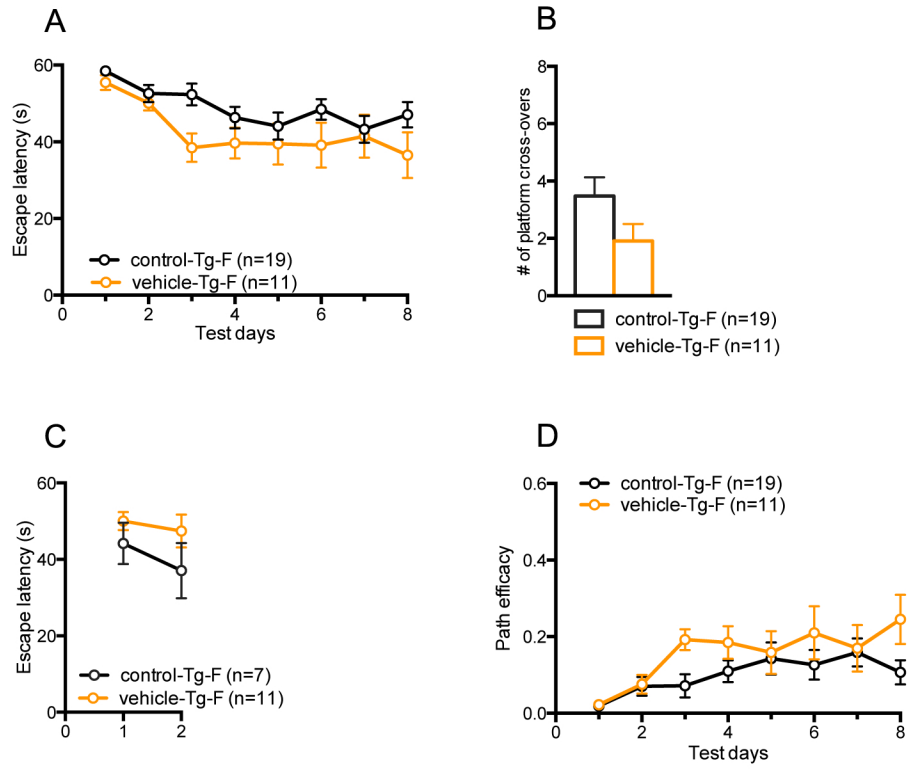 A
60
40
20
0
Escape latency (s)
control-Tg-F (n=19)
vehicle-Tg-F (n=11)
0 2 4 6 8
Test days
B
8
6
4
2
0
# of platform cross-overs
control-Tg-F (n=19)
vehicle-Tg-F (n=11)
C
60
40
20
0
Escape latency (s)
control-Tg-F (n=7)
vehicle-Tg-F (n=11)
0 1 2
D
0.6
0.4
0.2
0.0
Path efficacy
control-Tg-F (n=19)
vehicle-Tg-F (n=11)
0 2 4 6 8
Test days